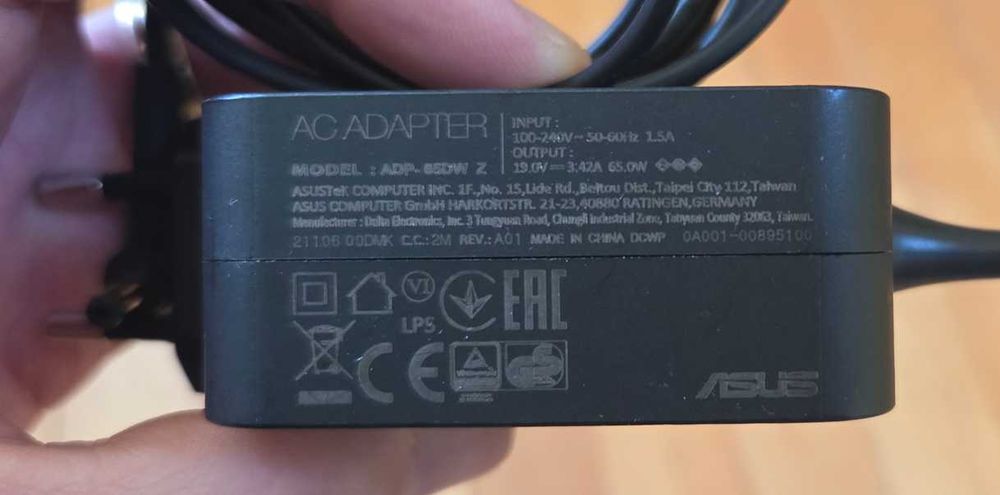 AC ADAPTER
MODEL : ADP-65DW Z
INPUT :
100-240V~ 50-60Hz 1.5A
OUTPUT :
19.0V⎓3.42A 65.0W
ASUSTeK COMPUTER INC. 1F.,No. 15,Lide Rd.,Beitou Dist.,Taipei City 112,Taiwan
ASUS COMPUTER GmbH HARKORTSTR. 21-23,40880 RATINGEN,GERMANY
Manufacturer : Delta Electronics, Inc. 3 Tungyuan Road, Chungli Industrial Zone, Taoyuan County 32063, Taiwan.
21106 00DMK C.C.:2M REV.:A01 MADE IN CHINA DCWP 0A001-00895100
VI
LPS
EAC
CE
ASUS